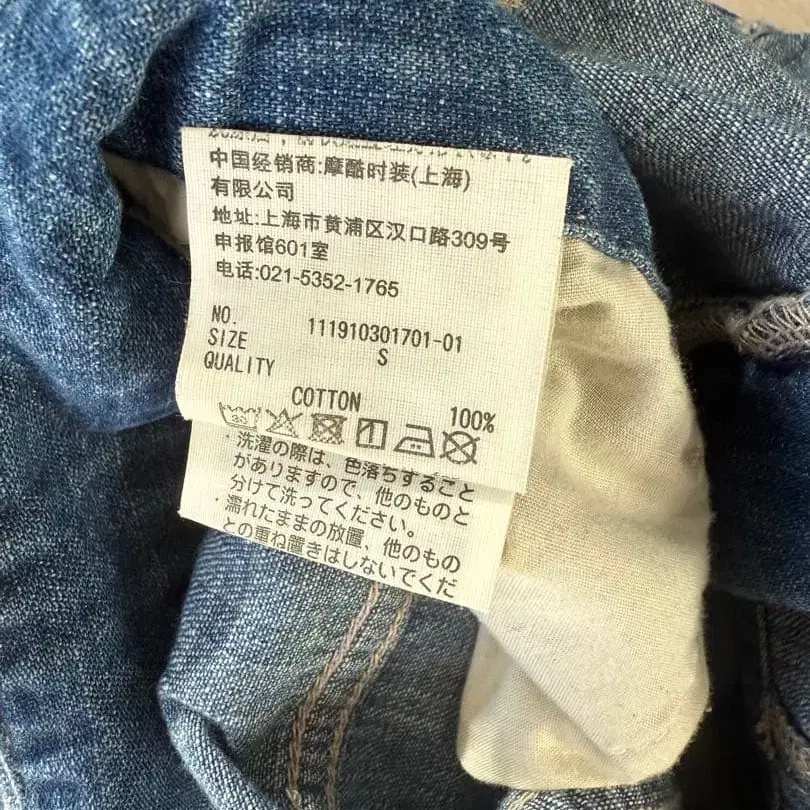 中国经销商:摩酷时装(上海)
有限公司
地址:上海市黄浦区汉口路309号
申报馆601室
电话:021-5352-1765
NO. 111910301701-01
SIZE S
QUALITY
COTTON 100%
30
・洗濯の際は、色落ちすること
がありますので、他のものと
分けて洗ってください。
・濡れたままの放置、他のもの
との重ね置きはしないでくだ